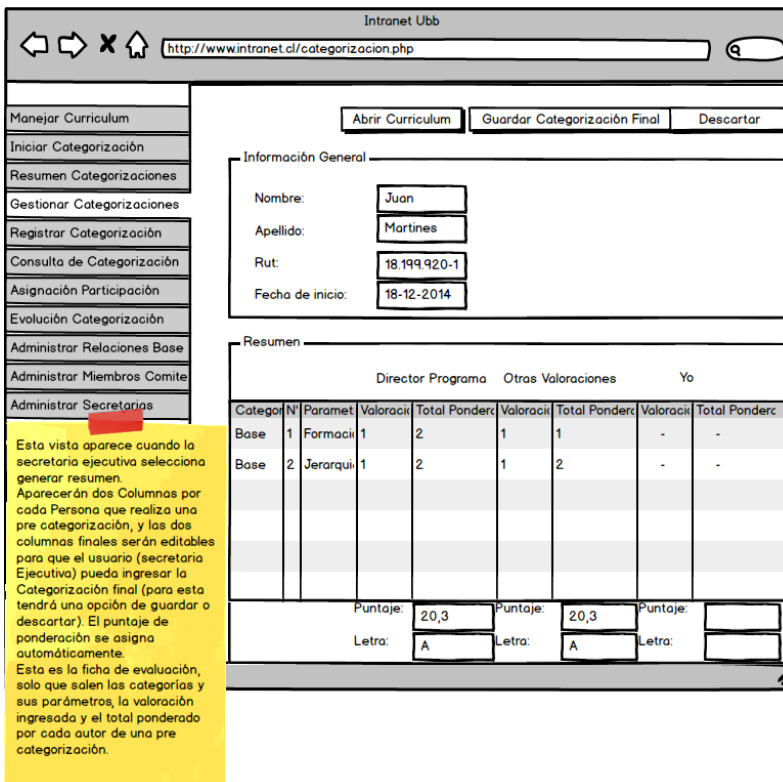 Intranet Ubb
http://www.intranet.cl/categorizacion.php
Manejar Curriculum
Iniciar Categorización
Resumen Categorizaciones
Gestionar Categorizaciones
Registrar Categorización
Consulta de Categorización
Asignación Participación
Evolución Categorización
Administrar Relaciones Base
Administrar Miembros Comite
Administrar Secretarias
Abrir Curriculum Guardar Categorización Final Descartar
Información General
Nombre: Juan
Apellido: Martines
Rut: 18.199.920-1
Fecha de inicio: 18-12-2014
Resumen
Director Programa Otras Valoraciones Yo
Categor N° Paramet Valoració Total Ponderc Valoració Total Ponderc Valoració Total Ponderc
Base 1 Formació 1 2 1 1 - -
Base 2 Jerarquí 1 2 1 2 - -
Puntaje: 20,3 Puntaje: 20,3 Puntaje:
Letra: A Letra: A Letra:
Esta vista aparece cuando la
secretaria ejecutiva selecciona
generar resumen.
Aparecerán dos Columnas por
cada Persona que realiza una
pre categorización, y las dos
columnas finales serán editables
para que el usuario (secretaria
Ejecutiva) pueda ingresar la
Categorización final (para esta
tendrá una opción de guardar o
descartar). El puntaje de
ponderación se asigna
automáticamente.
Esta es la ficha de evaluación,
solo que salen las categorías y
sus parámetros, la valoración
ingresada y el total ponderado
por cada autor de una pre
categorización.